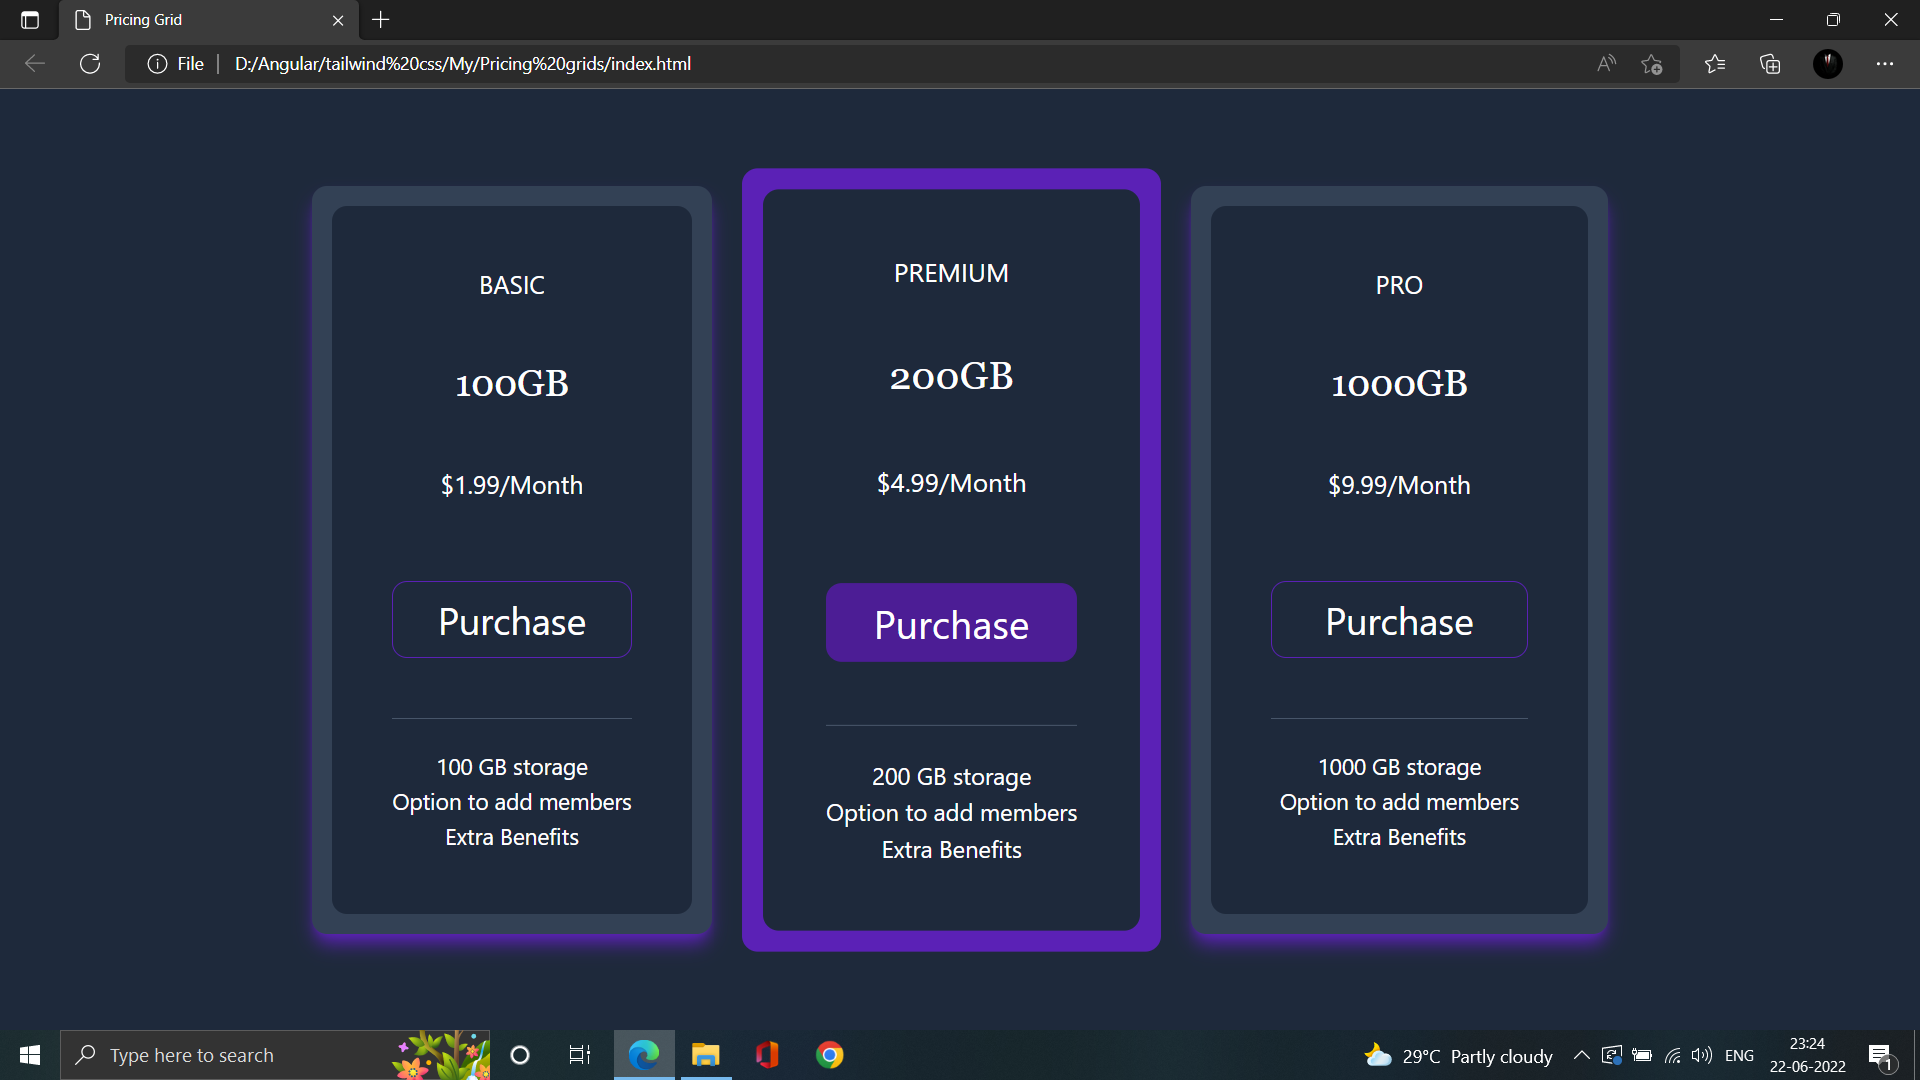 Pricing Grid
File
D:/Angular/tailwind%20css/My/Pricing%20grids/index.html
BASIC
100GB
$1.99/Month
Purchase
100 GB storage
Option to add members
Extra Benefits
PREMIUM
200GB
$4.99/Month
Purchase
200 GB storage
Option to add members
Extra Benefits
PRO
1000GB
$9.99/Month
Purchase
1000 GB storage
Option to add members
Extra Benefits
Type here to search
29°C Partly cloudy
ENG
23:24
22-06-2022
1